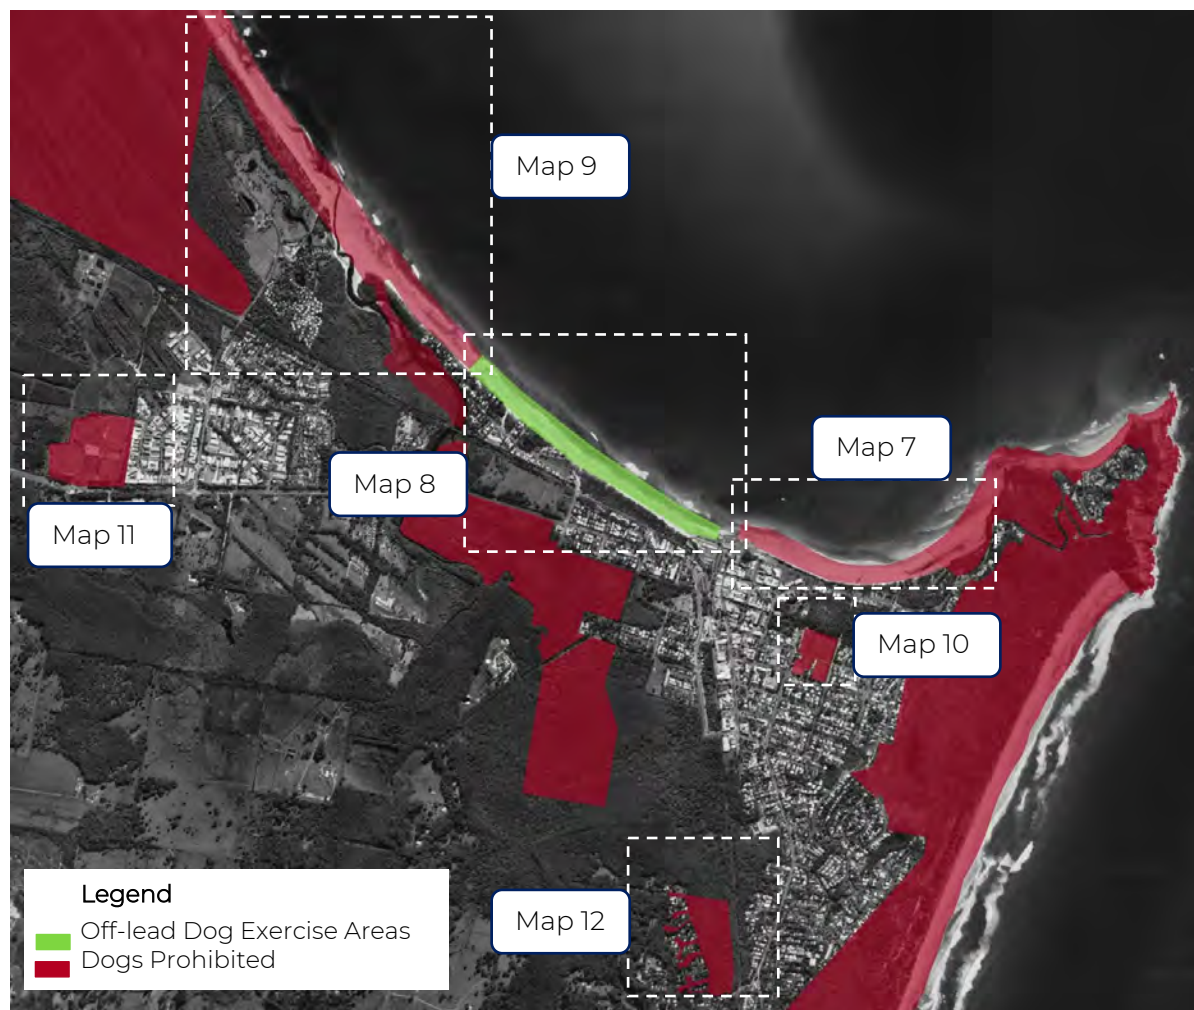 Map 9
Map 7
Map 8
Map 11
Map 10
Map 12
Legend
Off-lead Dog Exercise Areas
Dogs Prohibited